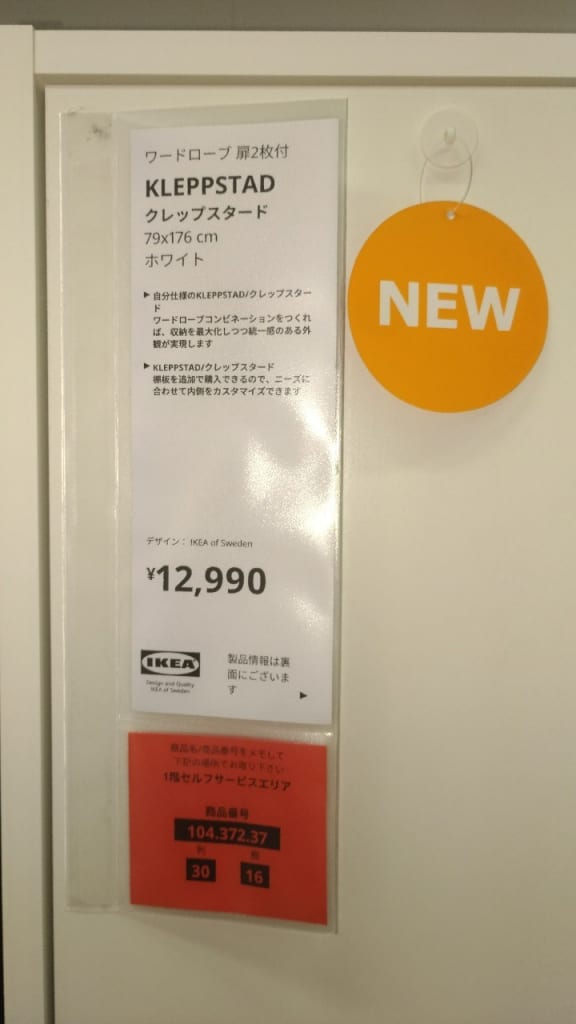 ワードローブ 扉2枚付
KLEPPSTAD
クレップスタード
79x176 cm
ホワイト
▶ 自分仕様のKLEPPSTAD/クレップスター
ド
ワードローブコンビネーションをつくれ
ば、収納を最大化しつつ統一感のある外
観が実現します
▶ KLEPPSTAD/クレップスタード
棚板を追加で購入できるので、ニーズに
合わせて内側をカスタマイズできます
NEW
デザイン： IKEA of Sweden
¥12,990
IKEA
Design and Quality
IKEA of Sweden
製品情報は裏
面にございま
す
▶
商品名/商品番号をメモして
下記の場所でお取り下さい
1階セルフサービスエリア
商品番号
104.372.37
列
棚
30
16